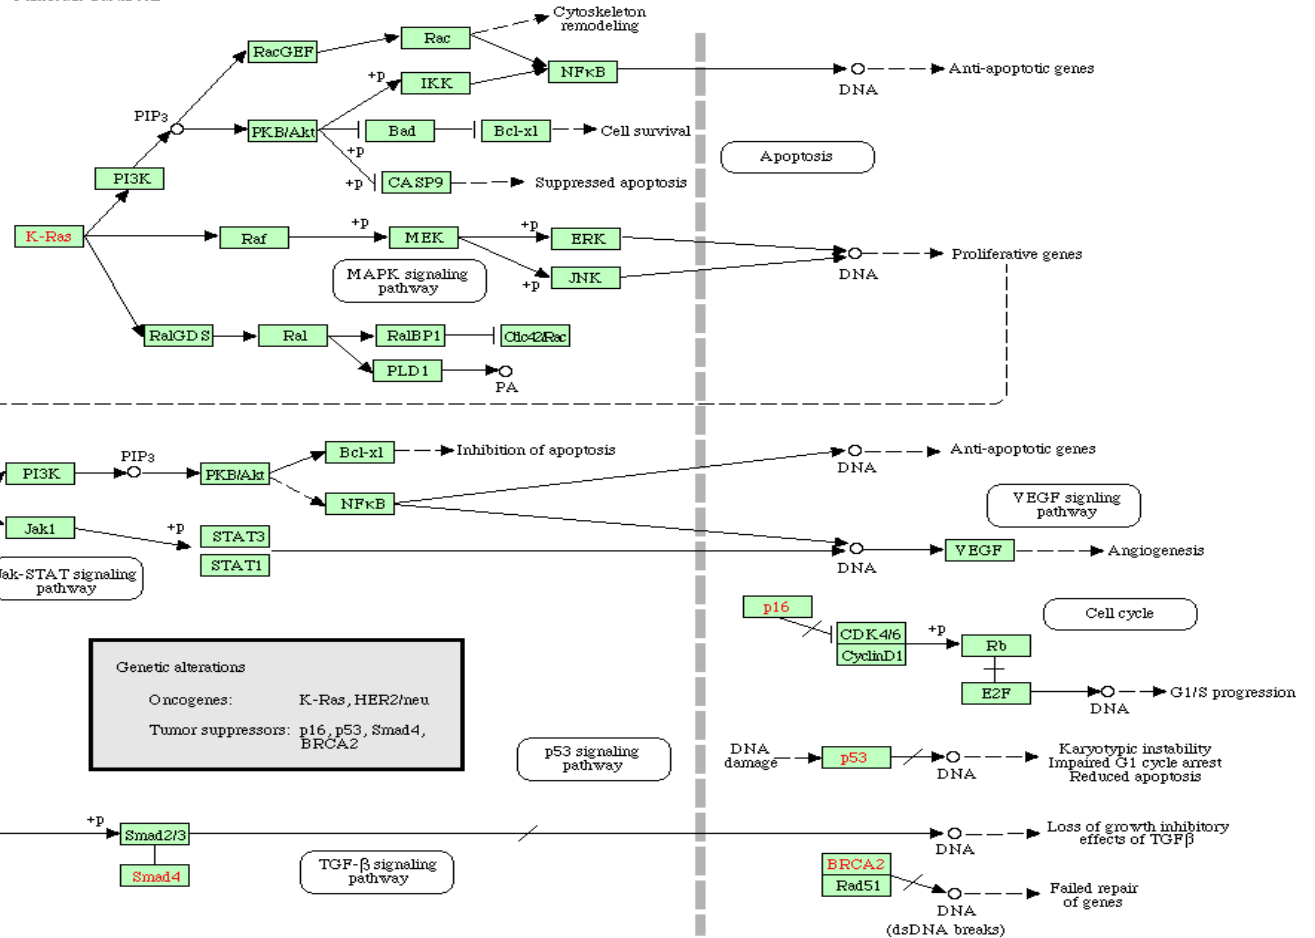 Cytoskeleton
remodeling
RacGEF
Rac
NFκB
Anti-apoptotic genes
DNA
+p
IKK
PIP3
PKB/Akt
Bad
Bcl-xl
Cell survival
+p
Apoptosis
PI3K
+p
CASP9
Suppressed apoptosis
K-Ras
Raf
+p
MEK
+p
ERK
DNA
Proliferative genes
MAPK signaling
pathway
+p
JNK
RalGDS
Ral
RalBP1
Cdc42/Rac
PLD1
PA
PI3K
PIP3
PKB/Akt
Bcl-xl
Inhibition of apoptosis
NFκB
DNA
Anti-apoptotic genes
VEGF signling
pathway
Jak1
+p
STAT3
STAT1
DNA
VEGF
Angiogenesis
Jak-STAT signaling
pathway
p16
Cell cycle
CDK4/6
CyclinD1
+p
Rb
E2F
DNA
G1/S progression
Genetic alterations
Oncogenes: K-Ras, HER2/neu
Tumor suppressors: p16, p53, Smad4,
BRCA2
p53 signaling
pathway
DNA
damage
p53
DNA
Karyotypic instability
Impaired G1 cycle arrest
Reduced apoptosis
+p
Smad2/3
Smad4
TGF-β signaling
pathway
DNA
Loss of growth inhibitory
effects of TGFβ
BRCA2
Rad51
DNA
(dsDNA breaks)
Failed repair
of genes